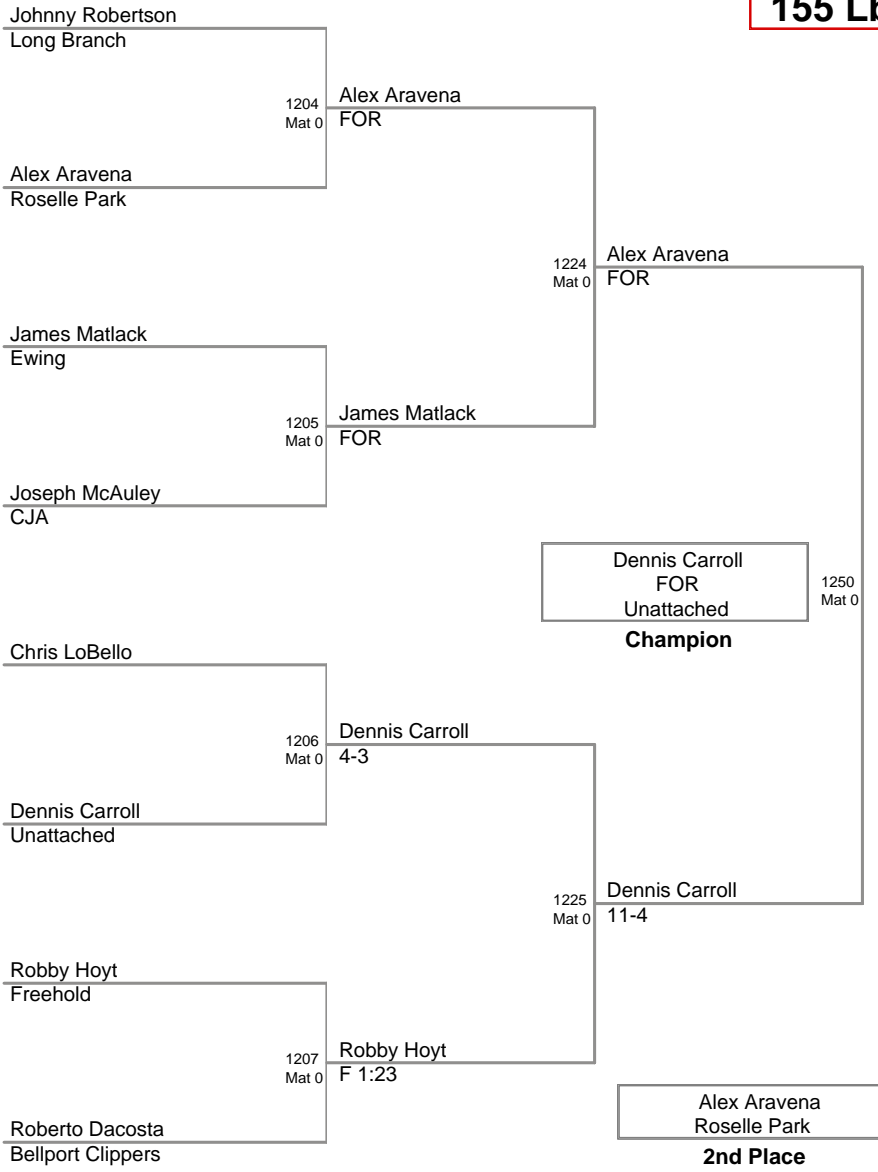 155 Lb
Johnny Robertson
Long Branch
1204
Mat 0
Alex Aravena
FOR
Alex Aravena
Roselle Park
1224
Mat 0
Alex Aravena
FOR
James Matlack
Ewing
1205
Mat 0
James Matlack
FOR
Joseph McAuley
CJA
Dennis Carroll
FOR
Unattached
Champion
1250
Mat 0
Chris LoBello
1206
Mat 0
Dennis Carroll
4-3
Dennis Carroll
Unattached
1225
Mat 0
Dennis Carroll
11-4
Robby Hoyt
Freehold
1207
Mat 0
Robby Hoyt
F 1:23
Roberto Dacosta
Bellport Clippers
Alex Aravena
Roselle Park
2nd Place